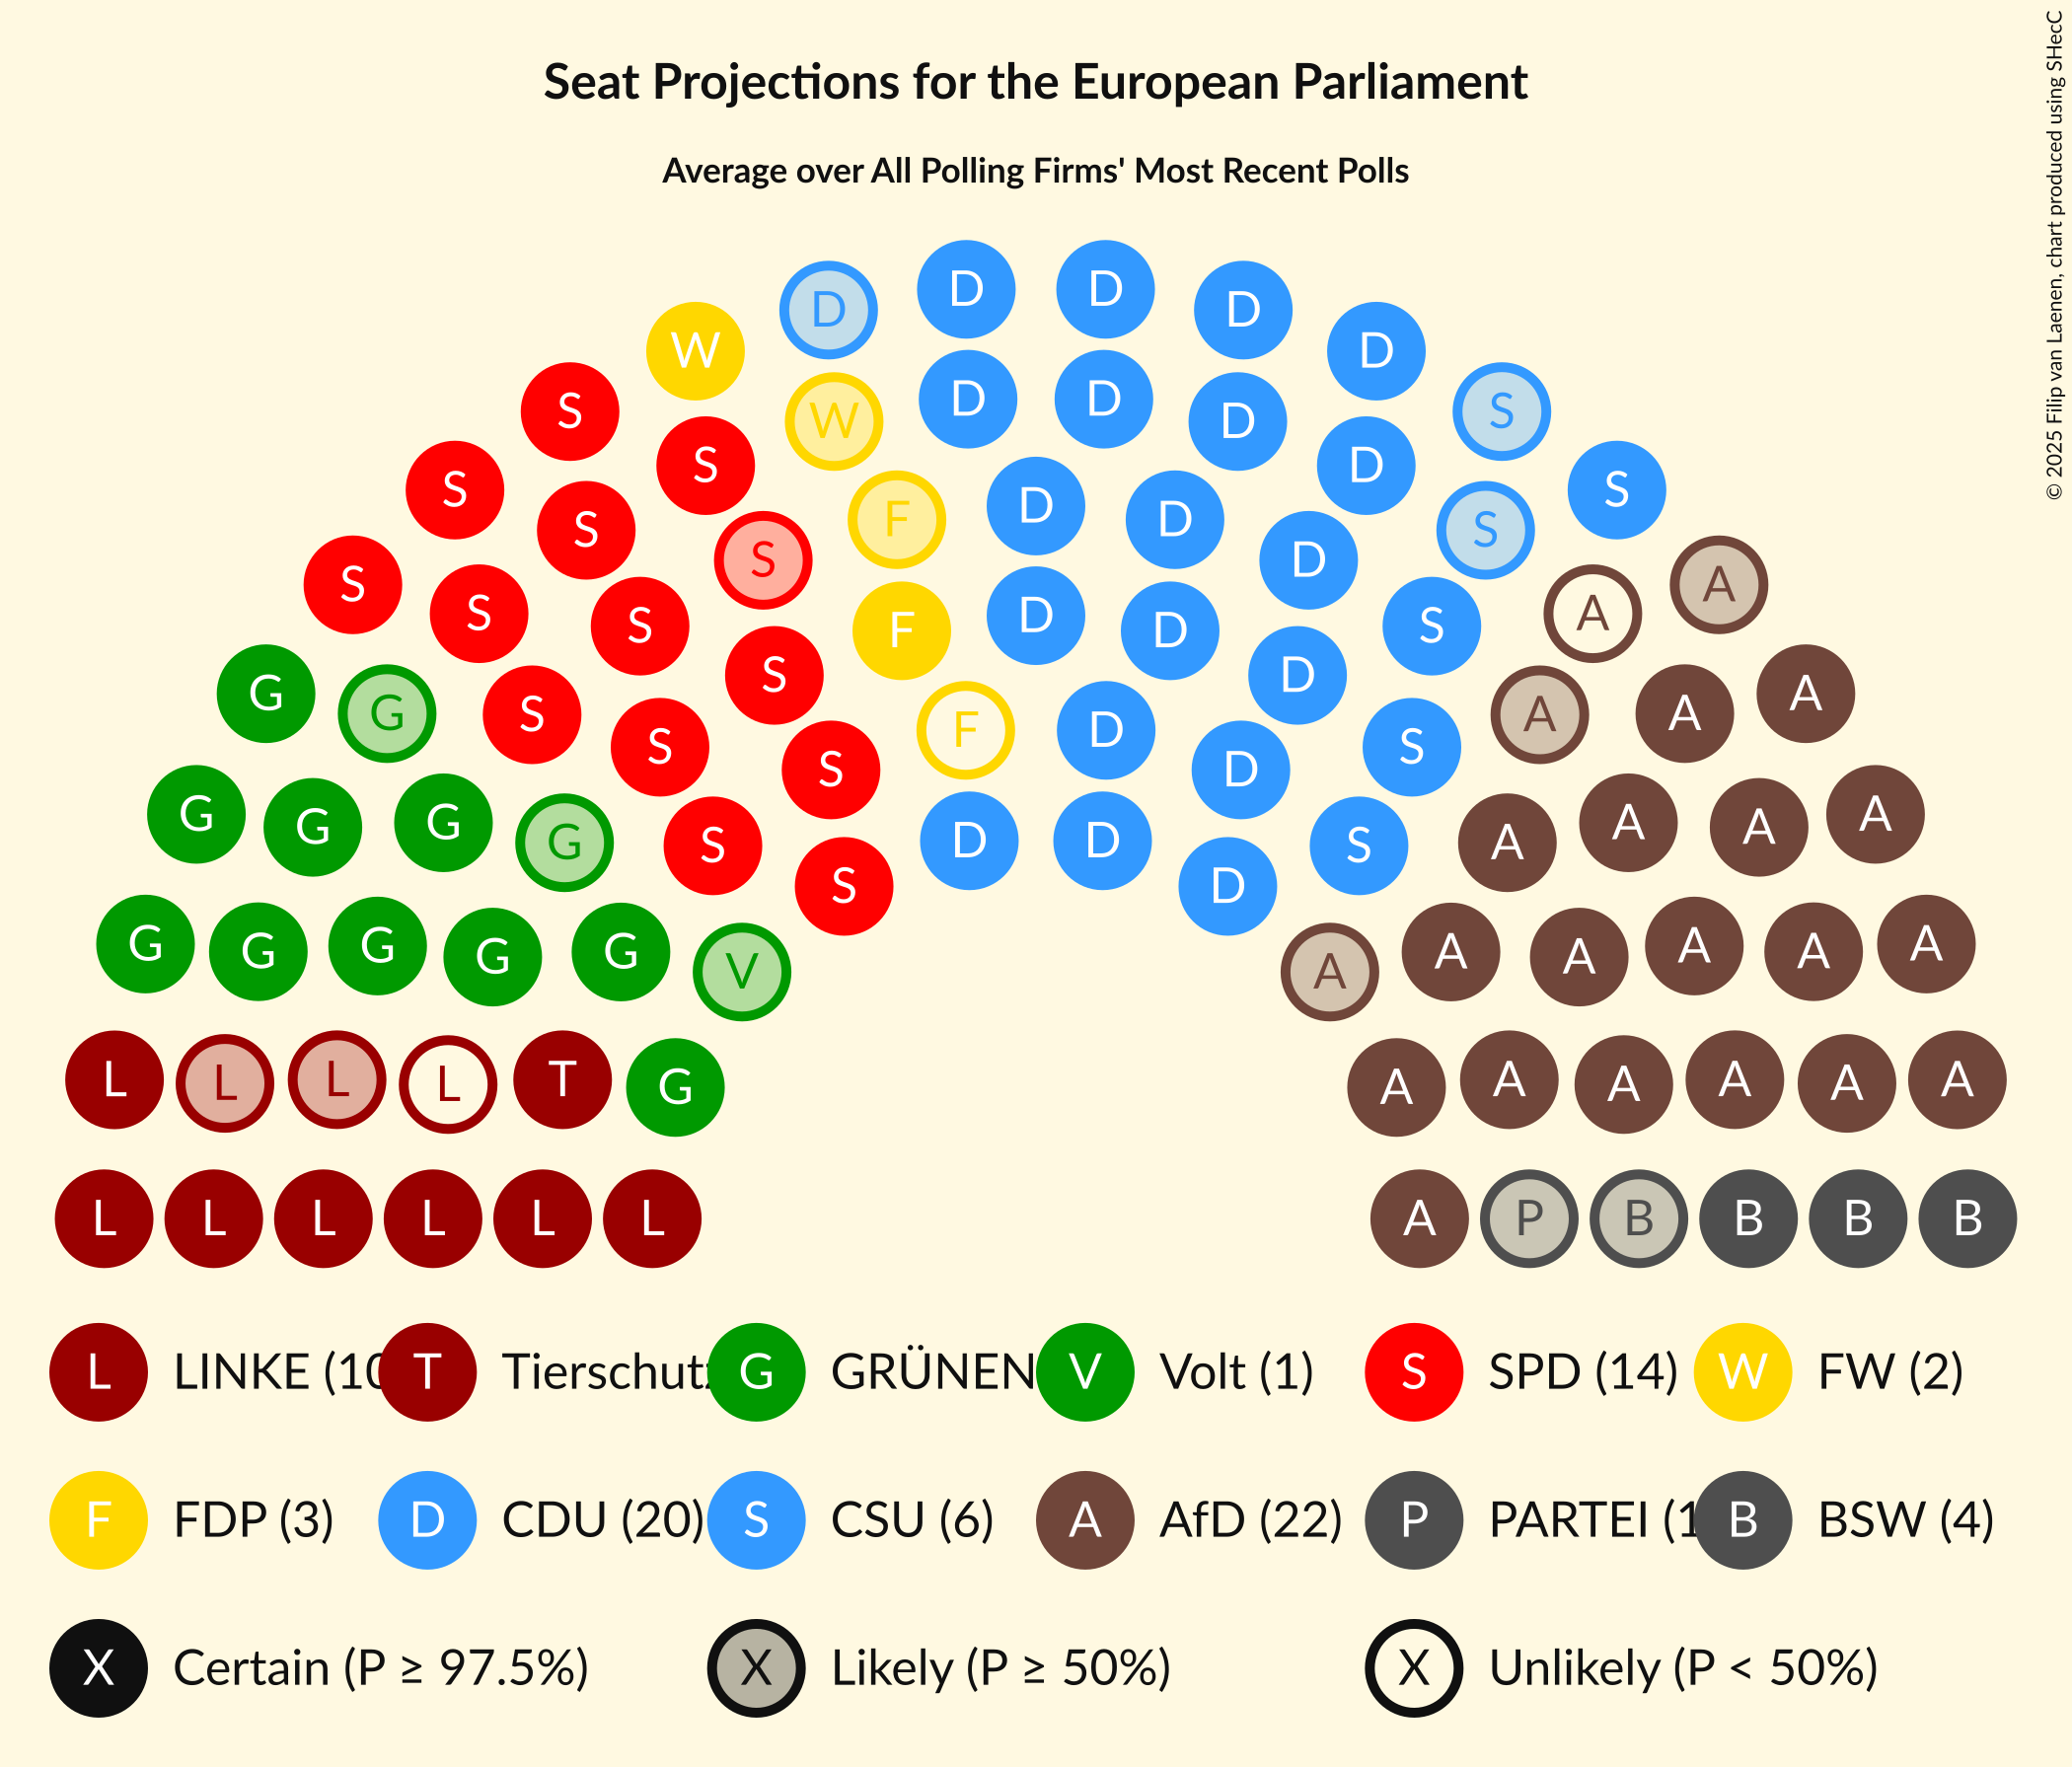 Seat Projections for the European Parliament
Average over All Polling Firms' Most Recent Polls
© 2025 Filip van Laenen, chart produced using SHecC
D D D D
W D
S D D S
W D
S D
S S
D
F D
S S
S D
S A
S D A
S F D S
S D
G A
G S A A
F D
S S
S D
G G G A A A
G S D D S A
S D
G G G G G A A A A A
V A
L L L L T G A A A A A A
L L L L L L A P B B B B
L LINKE (10 T Tierschut G GRÜNEN V Volt (1) S SPD (14) W FW (2)
F FDP (3) D CDU (20) S CSU (6) A AfD (22) P PARTEI (1 B BSW (4)
X Certain (P ≥ 97.5%) X Likely (P ≥ 50%) X Unlikely (P < 50%)